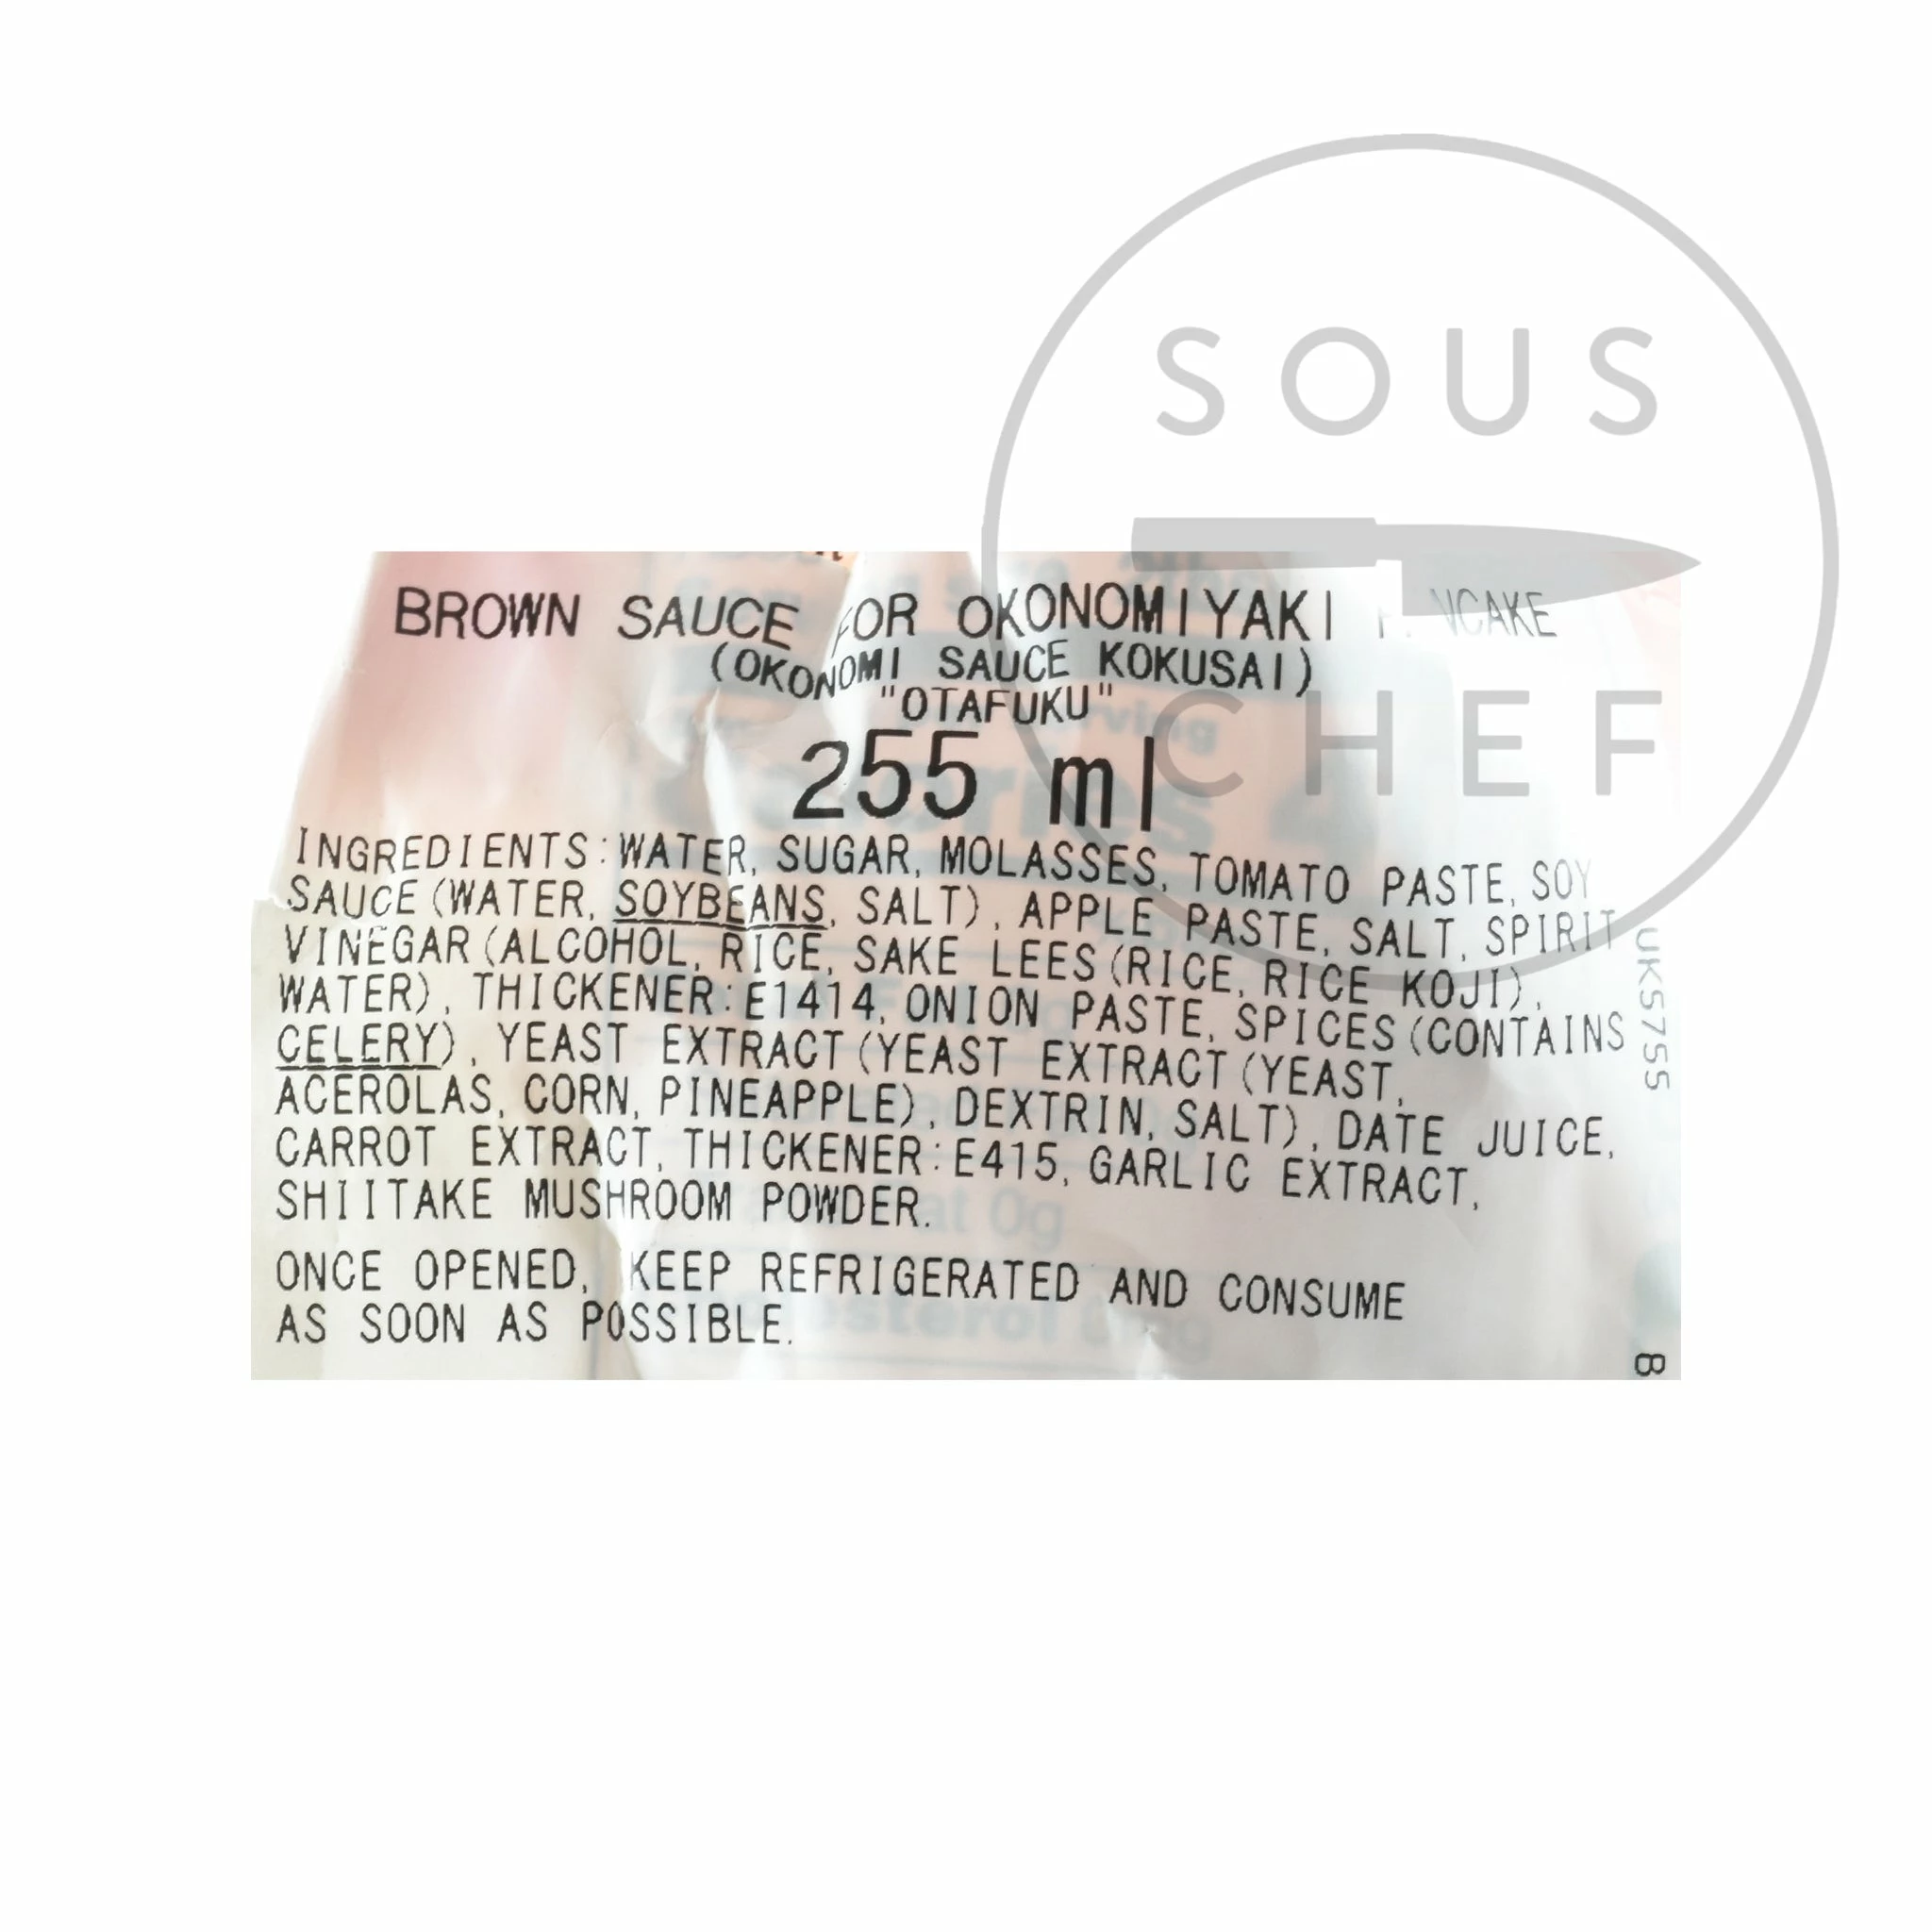 SOUS
CHEF
BROWN SAUCE FOR OKONOMIYAKI
(OKONOMI SAUCE KOKUSAI)
"OTAFUKU"
255 ml
INGREDIENTS:WATER, SUGAR, MOLASSES, TOMATO PASTE, SOY
SAUCE(WATER, SOYBEANS, SALT), APPLE PASTE, SALT, SPIRIT
VINEGAR(ALCOHOL, RICE, SAKE LEES(RICE, RICE KOJI),
WATER), THICKENER:E1414, ONION PASTE, SPICES(CONTAINS
CELERY), YEAST EXTRACT(YEAST EXTRACT(YEAST,
ACEROLAS, CORN, PINEAPPLE), DEXTRIN, SALT), DATE JUICE,
CARROT EXTRACT, THICKENER:E415, GARLIC EXTRACT,
SHIITAKE MUSHROOM POWDER.
ONCE OPENED, KEEP REFRIGERATED AND CONSUME
AS SOON AS POSSIBLE.
UKS755
B